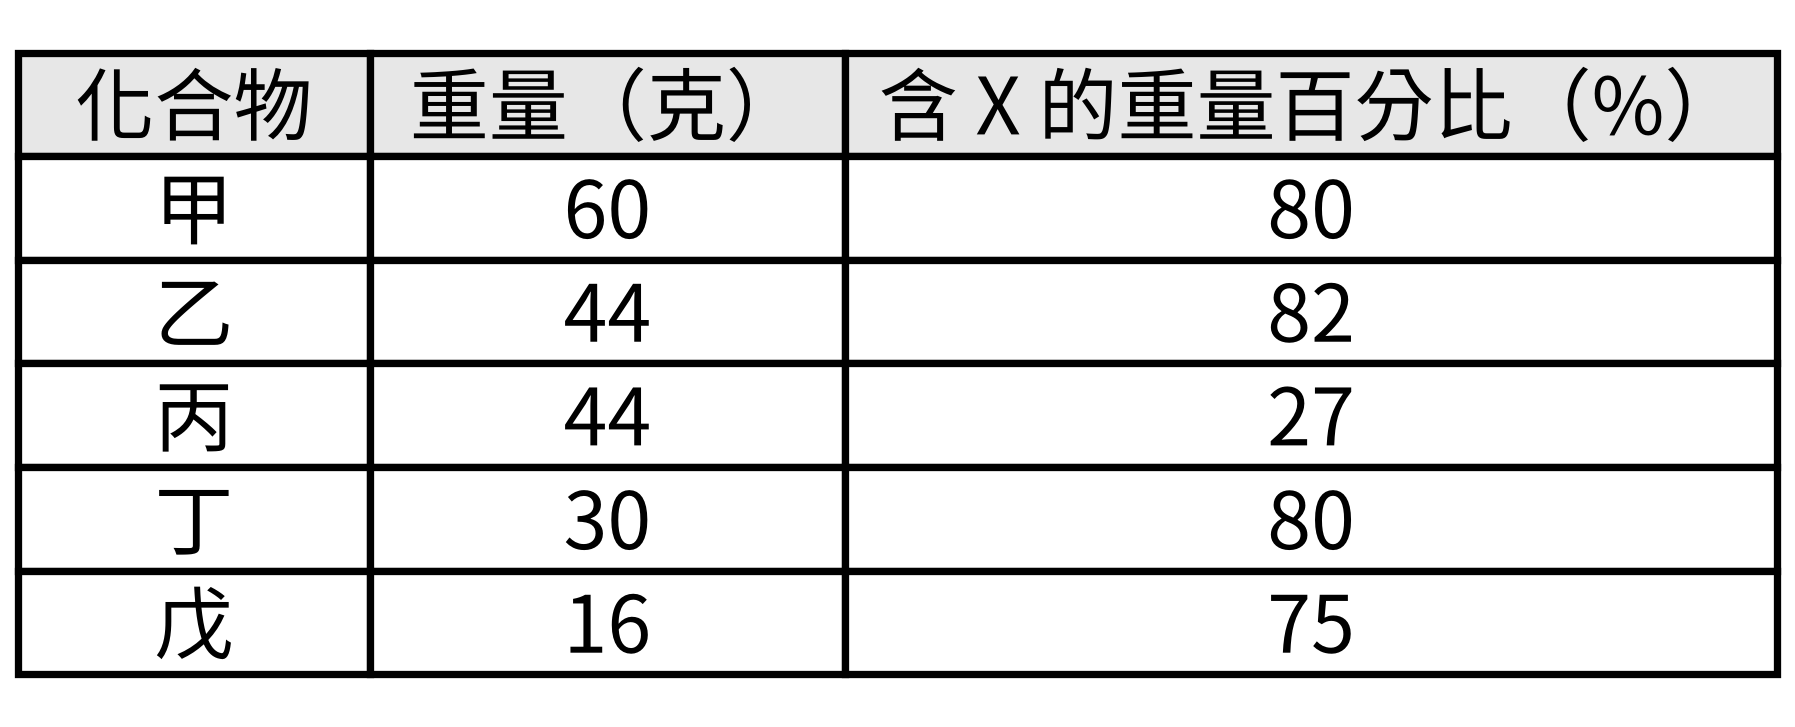 化合物 重量（克） 含 X 的重量百分比（%）
甲 60 80
乙 44 82
丙 44 27
丁 30 80
戊 16 75